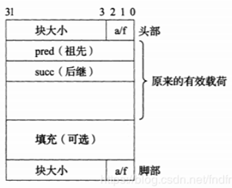 31 3 2 1 0
块大小 a/f 头部
pred(祖先)
succ(后继)
原来的有效载荷
填充(可选)
块大小 a/f 脚部